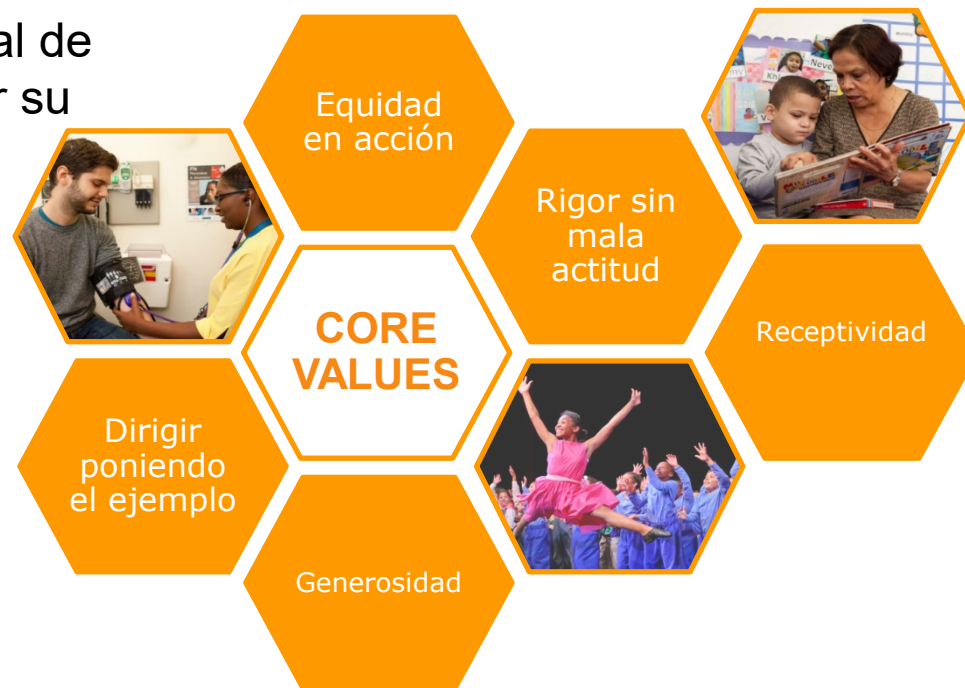 al de
r su
Equidad
en acción
Rigor sin
mala
actitud
Receptividad
CORE
VALUES
Dirigir
poniendo
el ejemplo
Generosidad